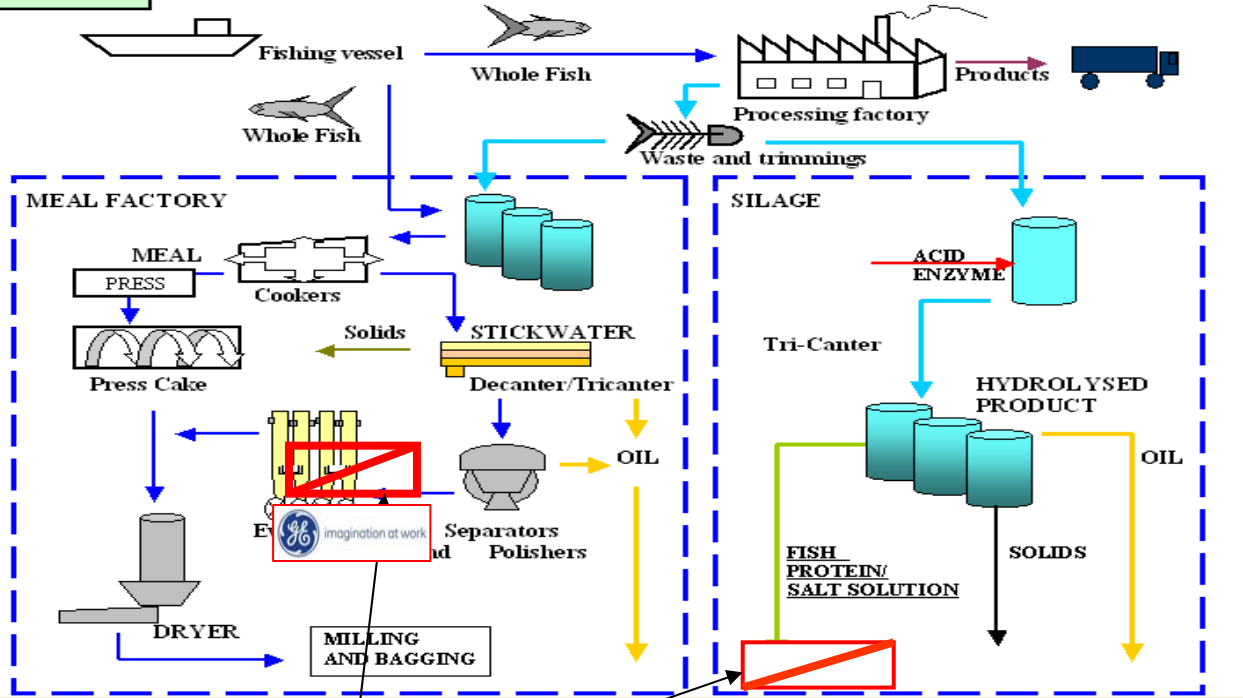 Fishing vessel
Whole Fish
Products
Processing factory
Whole Fish
Waste and trimmings
MEAL FACTORY
SILAGE
MEAL
PRESS
Cookers
ACID
ENZYME
Solids
STICKWATER
Tri-Canter
Press Cake
Decanter/Tricanter
HYDROLYSED
PRODUCT
OIL
OIL
GE imagination at work
Separators
Polishers
FISH
PROTEIN/
SALT SOLUTION
SOLIDS
DRYER
MILLING
AND BAGGING